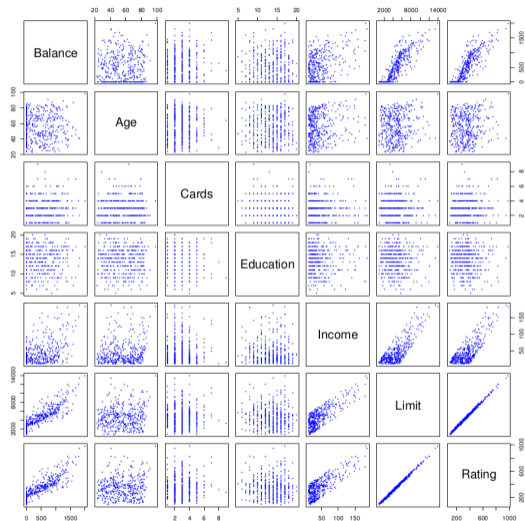 20 40 60 80 100
5 10 15 20
2000 8000 14000
Balance
0 500 1500
20 40 60 80 100
Age
Cards
2 4 6 8
5 10 15 20
Education
Income
50 100 150
2000 8000 14000
Limit
Rating
200 600 1000
0 500 1500
2 4 6 8
50 100 150
200 600 1000